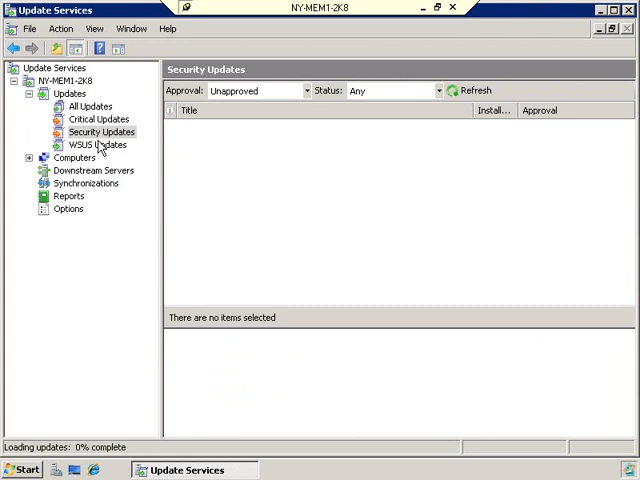 Update Services
NY-MEM1-2K8
File Action View Window Help
Update Services
NY-MEM1-2K8
Updates
All Updates
Critical Updates
Security Updates
WSUS Updates
Computers
Downstream Servers
Synchronizations
Reports
Options
Security Updates
Approval: Unapproved Status: Any Refresh
Title Install... Approval
There are no items selected
Loading updates: 0% complete
Start Update Services